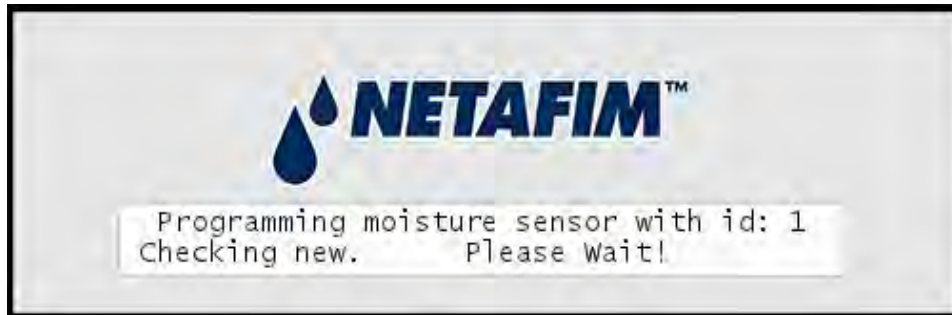 NETAFIM™
Programming moisture sensor with id: 1
Checking new. Please Wait!